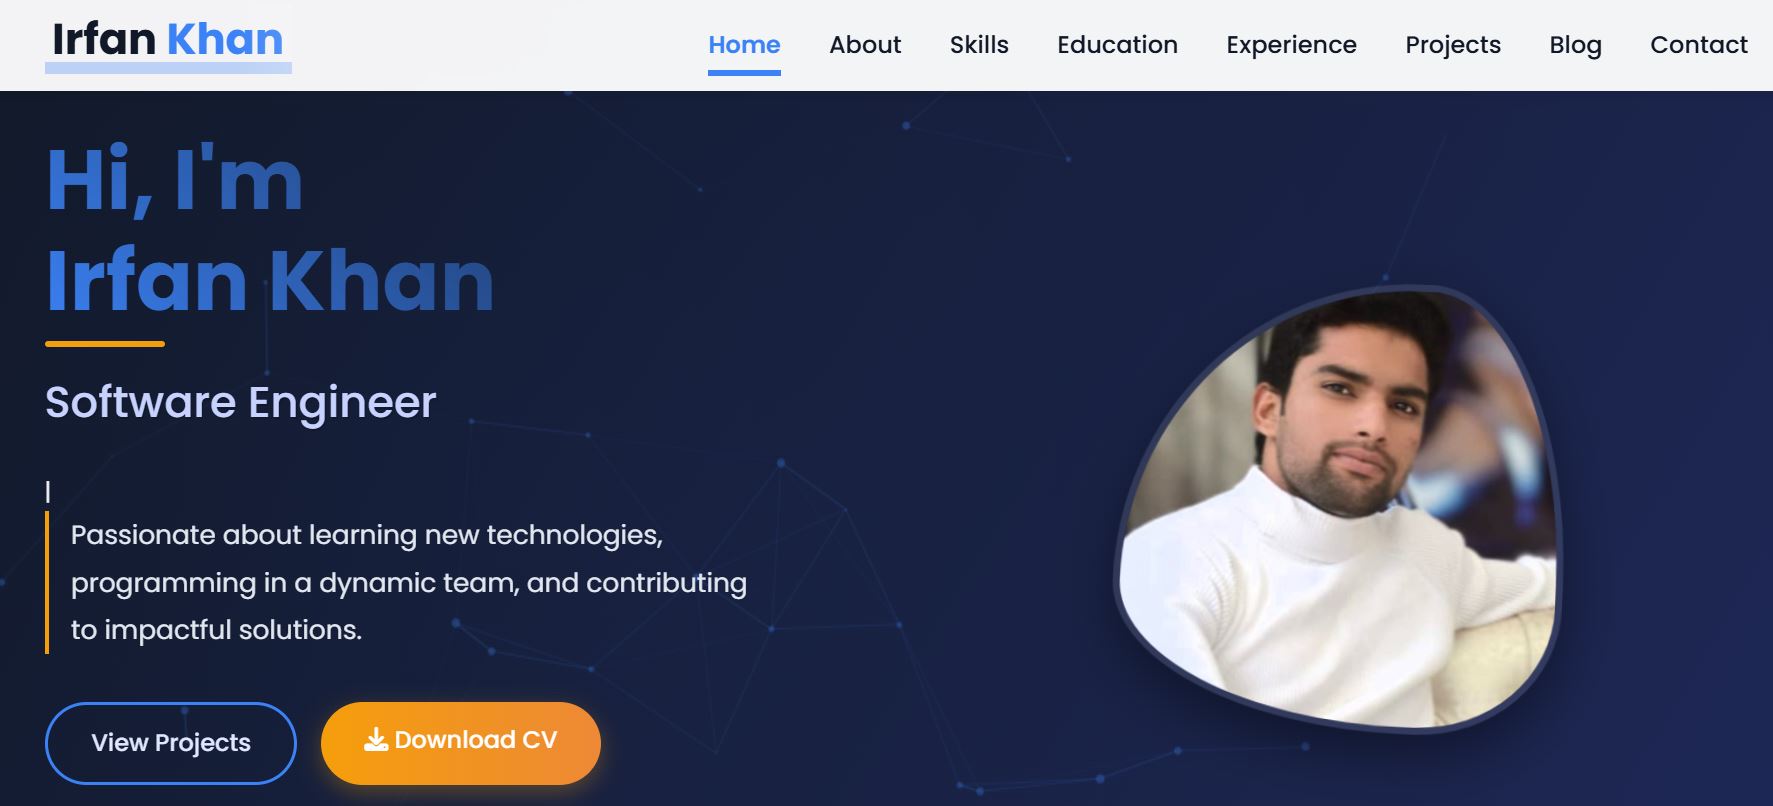 Irfan Khan
Home About Skills Education Experience Projects Blog Contact
Hi, I'm
Irfan Khan
Software Engineer
|
Passionate about learning new technologies,
programming in a dynamic team, and contributing
to impactful solutions.
View Projects
Download CV